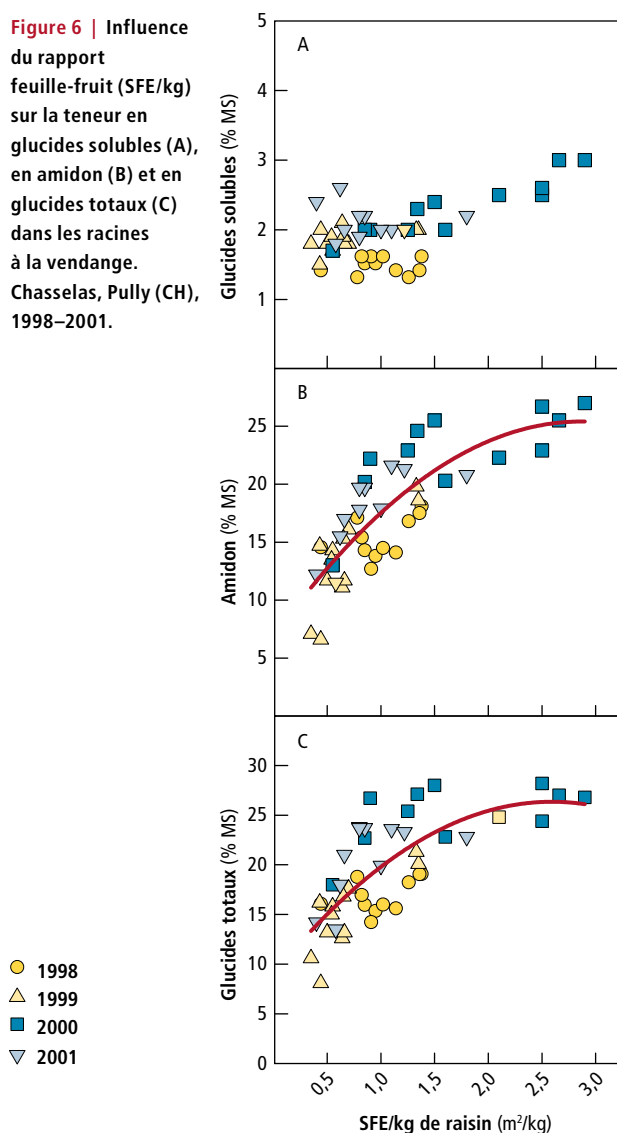 Figure 6 | Influence
du rapport
feuille-fruit (SFE/kg)
sur la teneur en
glucides solubles (A),
en amidon (B) et en
glucides totaux (C)
dans les racines
à la vendange.
Chasselas, Pully (CH),
1998–2001.
A
Glucides solubles (% MS)
5
4
3
2
1
B
Amidon (% MS)
25
20
15
10
5
C
Glucides totaux (% MS)
30
25
20
15
10
5
0
0,5 1,0 1,5 2,0 2,5 3,0
SFE/kg de raisin (m²/kg)
1998
1999
2000
2001